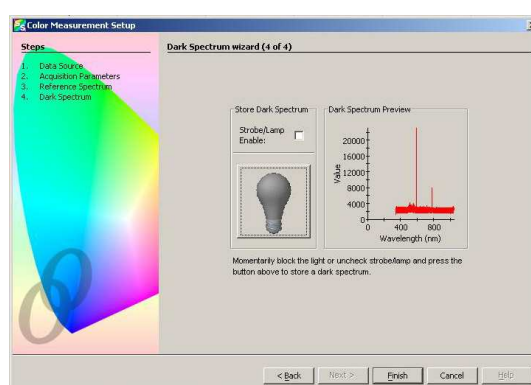 Color Measurement Setup
Steps
1. Data Source
2. Acquisition Parameters
3. Reference Spectrum
4. Dark Spectrum
Dark Spectrum wizard (4 of 4)
Store Dark Spectrum
Strobe/Lamp
Enable:
Dark Spectrum Preview
Value
20000
16000
12000
8000
4000
0
0 400 800
Wavelength (nm)
Momentarily block the light or uncheck strobe/lamp and press the
button above to store a dark spectrum.
< Back Next > Finish Cancel Help